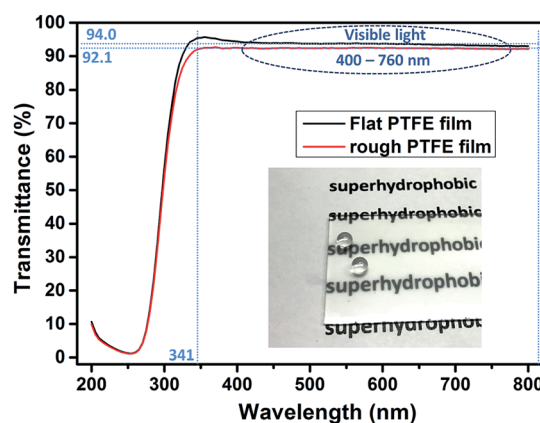 94.0
92.1
100
90
80
70
60
50
40
30
20
10
0
Transmittance (%)
Visible light
400 – 760 nm
Flat PTFE film
rough PTFE film
superhydrophobic
superhydrophobic
superhydrophobic
superhydrophobic
superhydrophobic
341
200 300 400 500 600 700 800
Wavelength (nm)